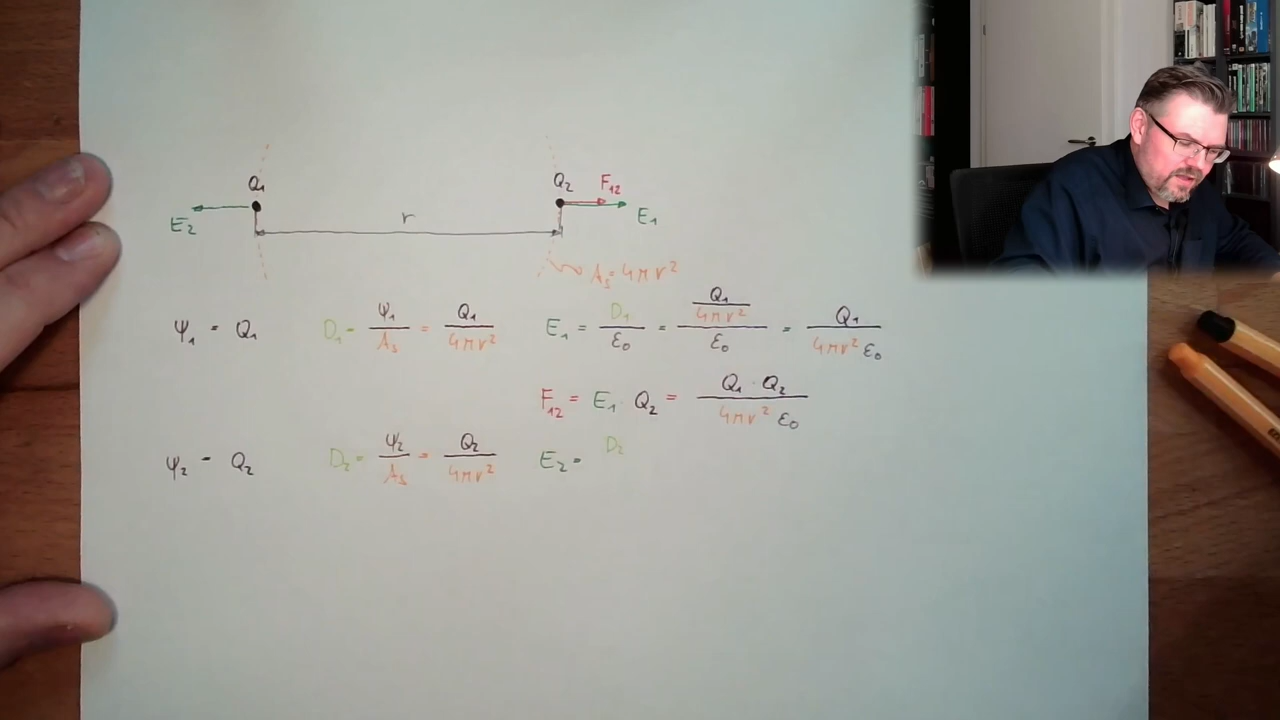 Q₁ Q₂ F₁₂
E₂ r E₁
Aₛ = 4πr²
Ψ₁ = Q₁ D₁ = Ψ₁/Aₛ = Q₁/4πr² E₁ = D₁/ε₀ = (Q₁/4πr²)/ε₀ = Q₁/4πr²ε₀
F₁₂ = E₁ · Q₂ = Q₁ · Q₂/4πr²ε₀
Ψ₂ = Q₂ D₂ = Ψ₂/Aₛ = Q₂/4πr² E₂ = D₂